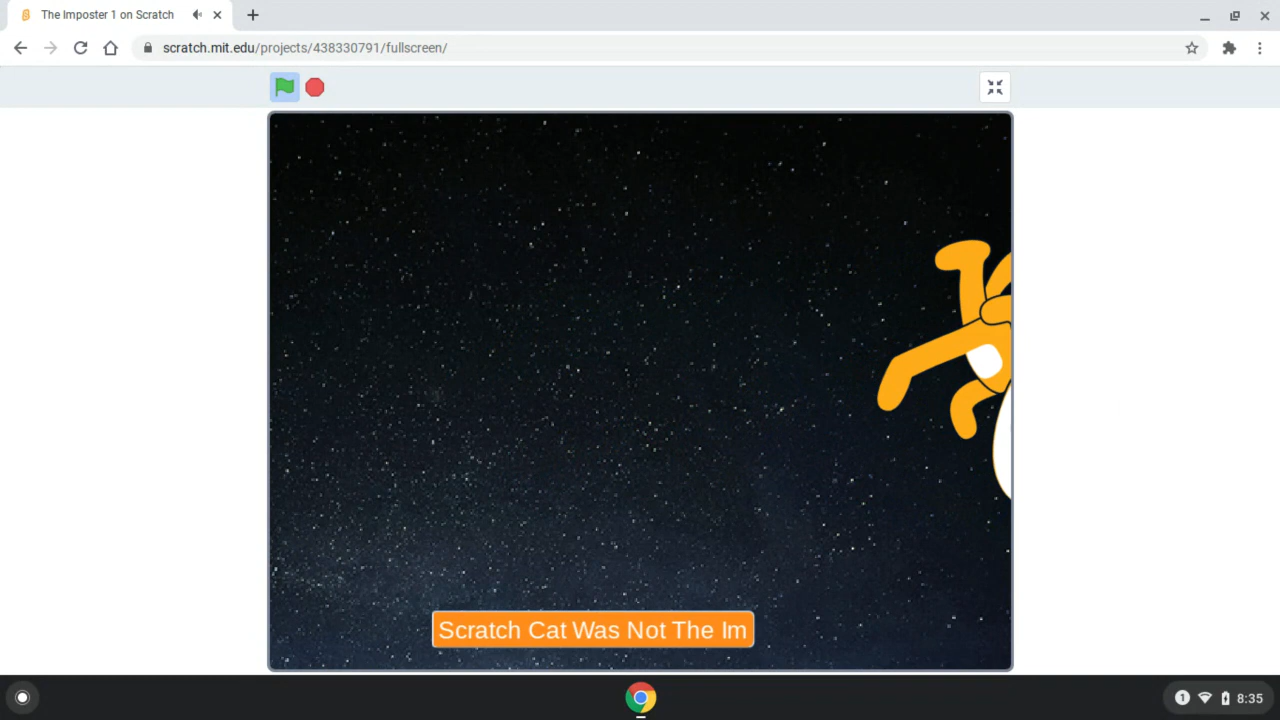 The Imposter 1 on Scratch
scratch.mit.edu/projects/438330791/fullscreen/
Scratch Cat Was Not The Im
1
8:35